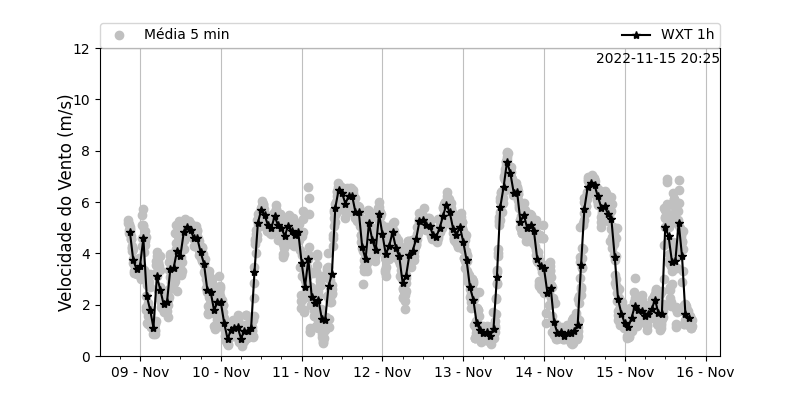 Média 5 min
WXT 1h
2022-11-15 20:25
Velocidade do Vento (m/s)
12
10
8
6
4
2
0
09 - Nov
10 - Nov
11 - Nov
12 - Nov
13 - Nov
14 - Nov
15 - Nov
16 - Nov